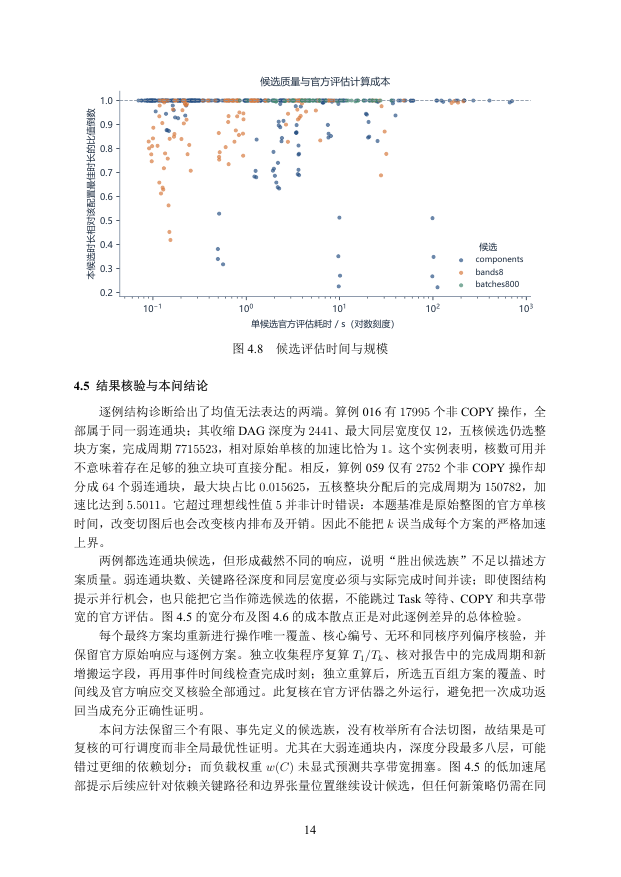 候选质量与官方评估计算成本
本候选时长相对该配置最佳时长的比值倒数
1.0
0.9
0.8
0.7
0.6
0.5
0.4
0.3
0.2
候选
components
bands8
batches800
10⁻¹ 10⁰ 10¹ 10² 10³
单候选官方评估耗时 / s（对数刻度）
图 4.8 候选评估时间与规模
4.5 结果核验与本问结论
逐例结构诊断给出了均值无法表达的两端。算例 016 有 17995 个非 COPY 操作，全
部属于同一弱连通块；其收缩 DAG 深度为 2441、最大同层宽度仅 12，五核候选仍选整
块方案，完成周期 7715523，相对原始单核的加速比恰为 1。这个实例表明，核数可用并
不意味着存在足够的独立块可直接分配。相反，算例 059 仅有 2752 个非 COPY 操作却
分成 64 个弱连通块，最大块占比 0.015625，五核整块分配后的完成周期为 150782，加
速比达到 5.5011。它超过理想线性值 5 并非计时错误：本题基准是原始整图的官方单核
时间，改变切图后也会改变核内排布及开销。因此不能把 k 误当成每个方案的严格加速
上界。
两例都选连通块候选，但形成截然不同的响应，说明“胜出候选族”不足以描述方
案质量。弱连通块数、关键路径深度和同层宽度必须与实际完成时间并读；即使图结构
提示并行机会，也只能把它当作筛选候选的依据，不能跳过 Task 等待、COPY 和共享带
宽的官方评估。图 4.5 的宽分布及图 4.6 的成本散点正是对此逐例差异的总体检验。
每个最终方案均重新进行操作唯一覆盖、核心编号、无环和同核序列偏序核验，并
保留官方原始响应与逐例方案。独立收集程序复算 T₁/Tₖ、核对报告中的完成周期和新
增搬运字段，再用事件时间线检查完成时刻；独立重算后，所选五百组方案的覆盖、时
间线及官方响应交叉核验全部通过。此复核在官方评估器之外运行，避免把一次成功返
回当成充分正确性证明。
本问方法保留三个有限、事先定义的候选族，没有枚举所有合法切图，故结果是可
复核的可行调度而非全局最优性证明。尤其在大弱连通块内，深度分段最多八层，可能
错过更细的依赖划分；而负载权重 w(C) 未显式预测共享带宽拥塞。图 4.5 的低加速尾
部提示后续应针对依赖关键路径和边界张量位置继续设计候选，但任何新策略仍需在同
14